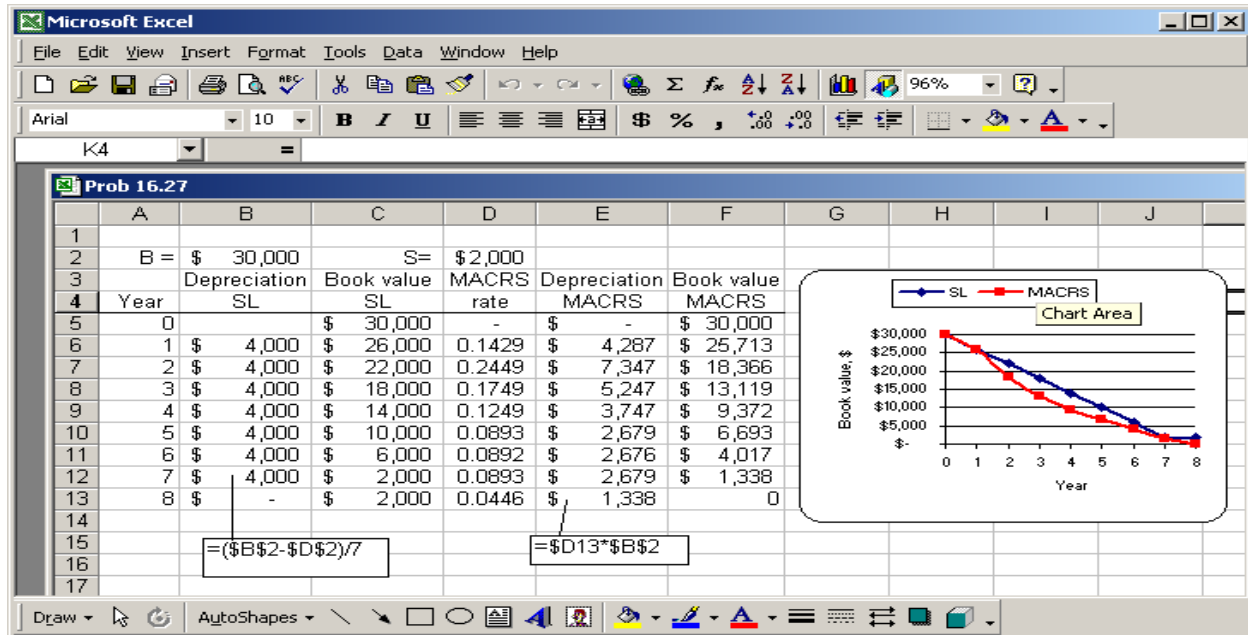 Microsoft Excel
File Edit View Insert Format Tools Data Window Help
ABC Σ fx A Z Z A 96% ?
Arial 10 B I U $ % , .00 .00 A
K4 =
Prob 16.27
A B C D E F G H I J
1
2 B = $ 30,000 S= $2,000
3 Depreciation Book value MACRS Depreciation Book value
4 Year SL SL rate MACRS MACRS
5 0 $ 30,000 - $ - $ 30,000
6 1 $ 4,000 $ 26,000 0.1429 $ 4,287 $ 25,713
7 2 $ 4,000 $ 22,000 0.2449 $ 7,347 $ 18,366
8 3 $ 4,000 $ 18,000 0.1749 $ 5,247 $ 13,119
9 4 $ 4,000 $ 14,000 0.1249 $ 3,747 $ 9,372
10 5 $ 4,000 $ 10,000 0.0893 $ 2,679 $ 6,693
11 6 $ 4,000 $ 6,000 0.0892 $ 2,676 $ 4,017
12 7 $ 4,000 $ 2,000 0.0893 $ 2,679 $ 1,338
13 8 $ - $ 2,000 0.0446 $ 1,338 0
14
15
16
17
=($B$2-$D$2)/7
=$D13*$B$2
SL MACRS
Chart Area
Book value, $
$30,000
$25,000
$20,000
$15,000
$10,000
$5,000
$-
0 1 2 3 4 5 6 7 8
Year
Draw AutoShapes A A